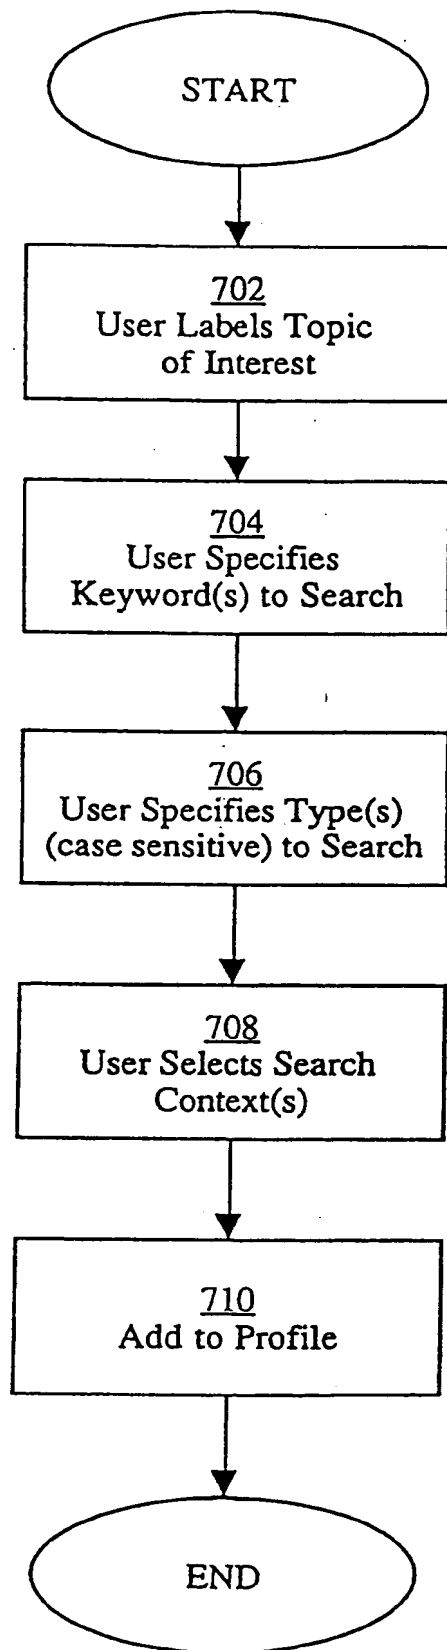 START
702
User Labels Topic
of Interest
704
User Specifies
Keyword(s) to Search
706
User Specifies Type(s)
(case sensitive) to Search
708
User Selects Search
Context(s)
710
Add to Profile
END